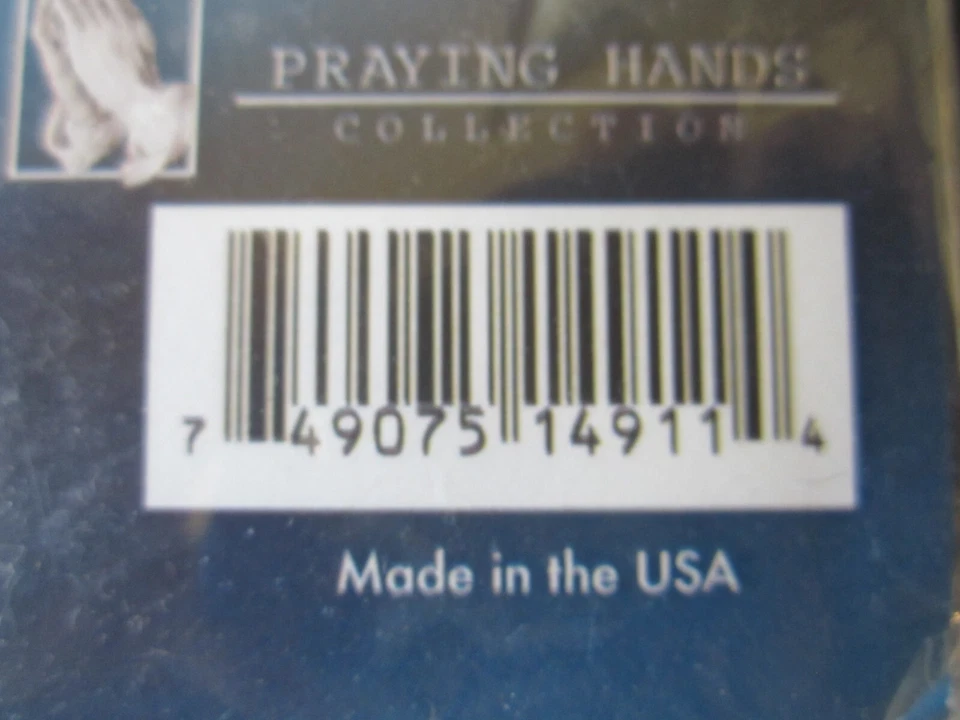 PRAYING HANDS
COLLECTION
7 49075 14911 4
Made in the USA